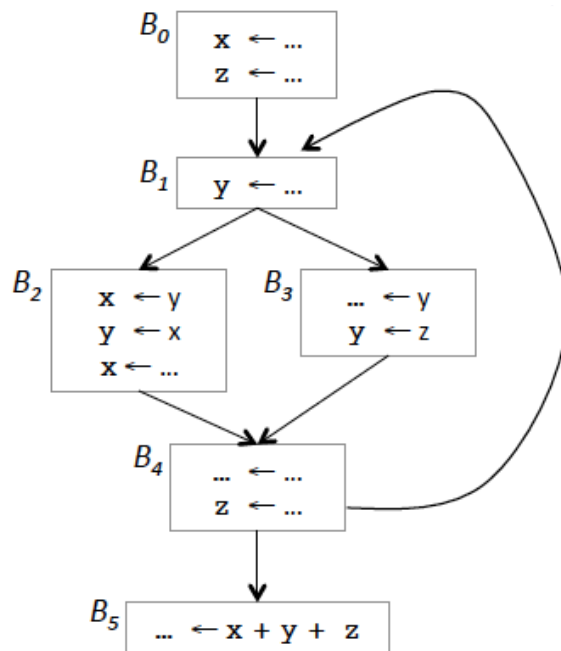 B0
x ← ...
z ← ...
B1
y ← ...
B2
x ← y
y ← x
x ← ...
B3
... ← y
y ← z
B4
... ← ...
z ← ...
B5
... ← x + y + z